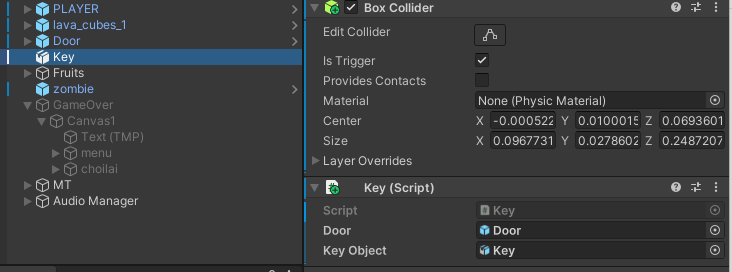 PLAYER
lava_cubes_1
Door
Key
Fruits
zombie
GameOver
Canvas1
Text (TMP)
menu
choilai
MT
Audio Manager
Box Collider
Edit Collider
Is Trigger
Provides Contacts
Material None (Physic Material)
Center X -0.000522 Y 0.0100015 Z 0.0693601
Size X 0.0967731 Y 0.0278602 Z 0.2487207
Layer Overrides
Key (Script)
Script Key
Door Door
Key Object Key